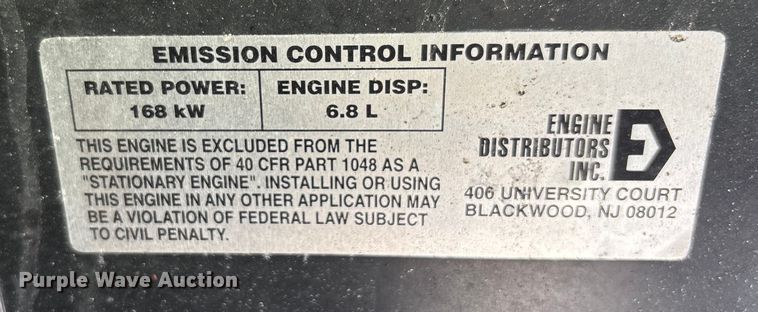 EMISSION CONTROL INFORMATION
RATED POWER:
168 kW
ENGINE DISP:
6.8 L
THIS ENGINE IS EXCLUDED FROM THE
REQUIREMENTS OF 40 CFR PART 1048 AS A
"STATIONARY ENGINE". INSTALLING OR USING
THIS ENGINE IN ANY OTHER APPLICATION MAY
BE A VIOLATION OF FEDERAL LAW SUBJECT
TO CIVIL PENALTY.
ENGINE
DISTRIBUTORS
INC.
406 UNIVERSITY COURT
BLACKWOOD, NJ 08012
Purple Wave Auction